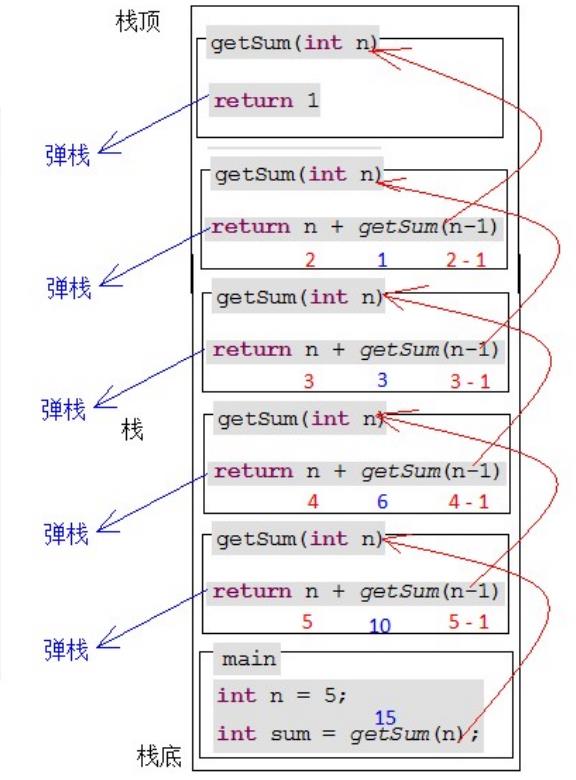 栈顶
getSum(int n)
return 1
弹栈
getSum(int n)
return n + getSum(n-1)
2 1 2 - 1
弹栈
getSum(int n)
return n + getSum(n-1)
3 3 3 - 1
弹栈
栈
getSum(int n)
return n + getSum(n-1)
4 6 4 - 1
弹栈
getSum(int n)
return n + getSum(n-1)
5 10 5 - 1
弹栈
main
int n = 5;
15
int sum = getSum(n);
栈底